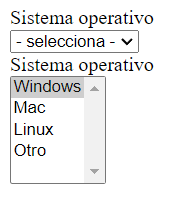 Sistema operativo
- selecciona -
Sistema operativo
Windows
Mac
Linux
Otro